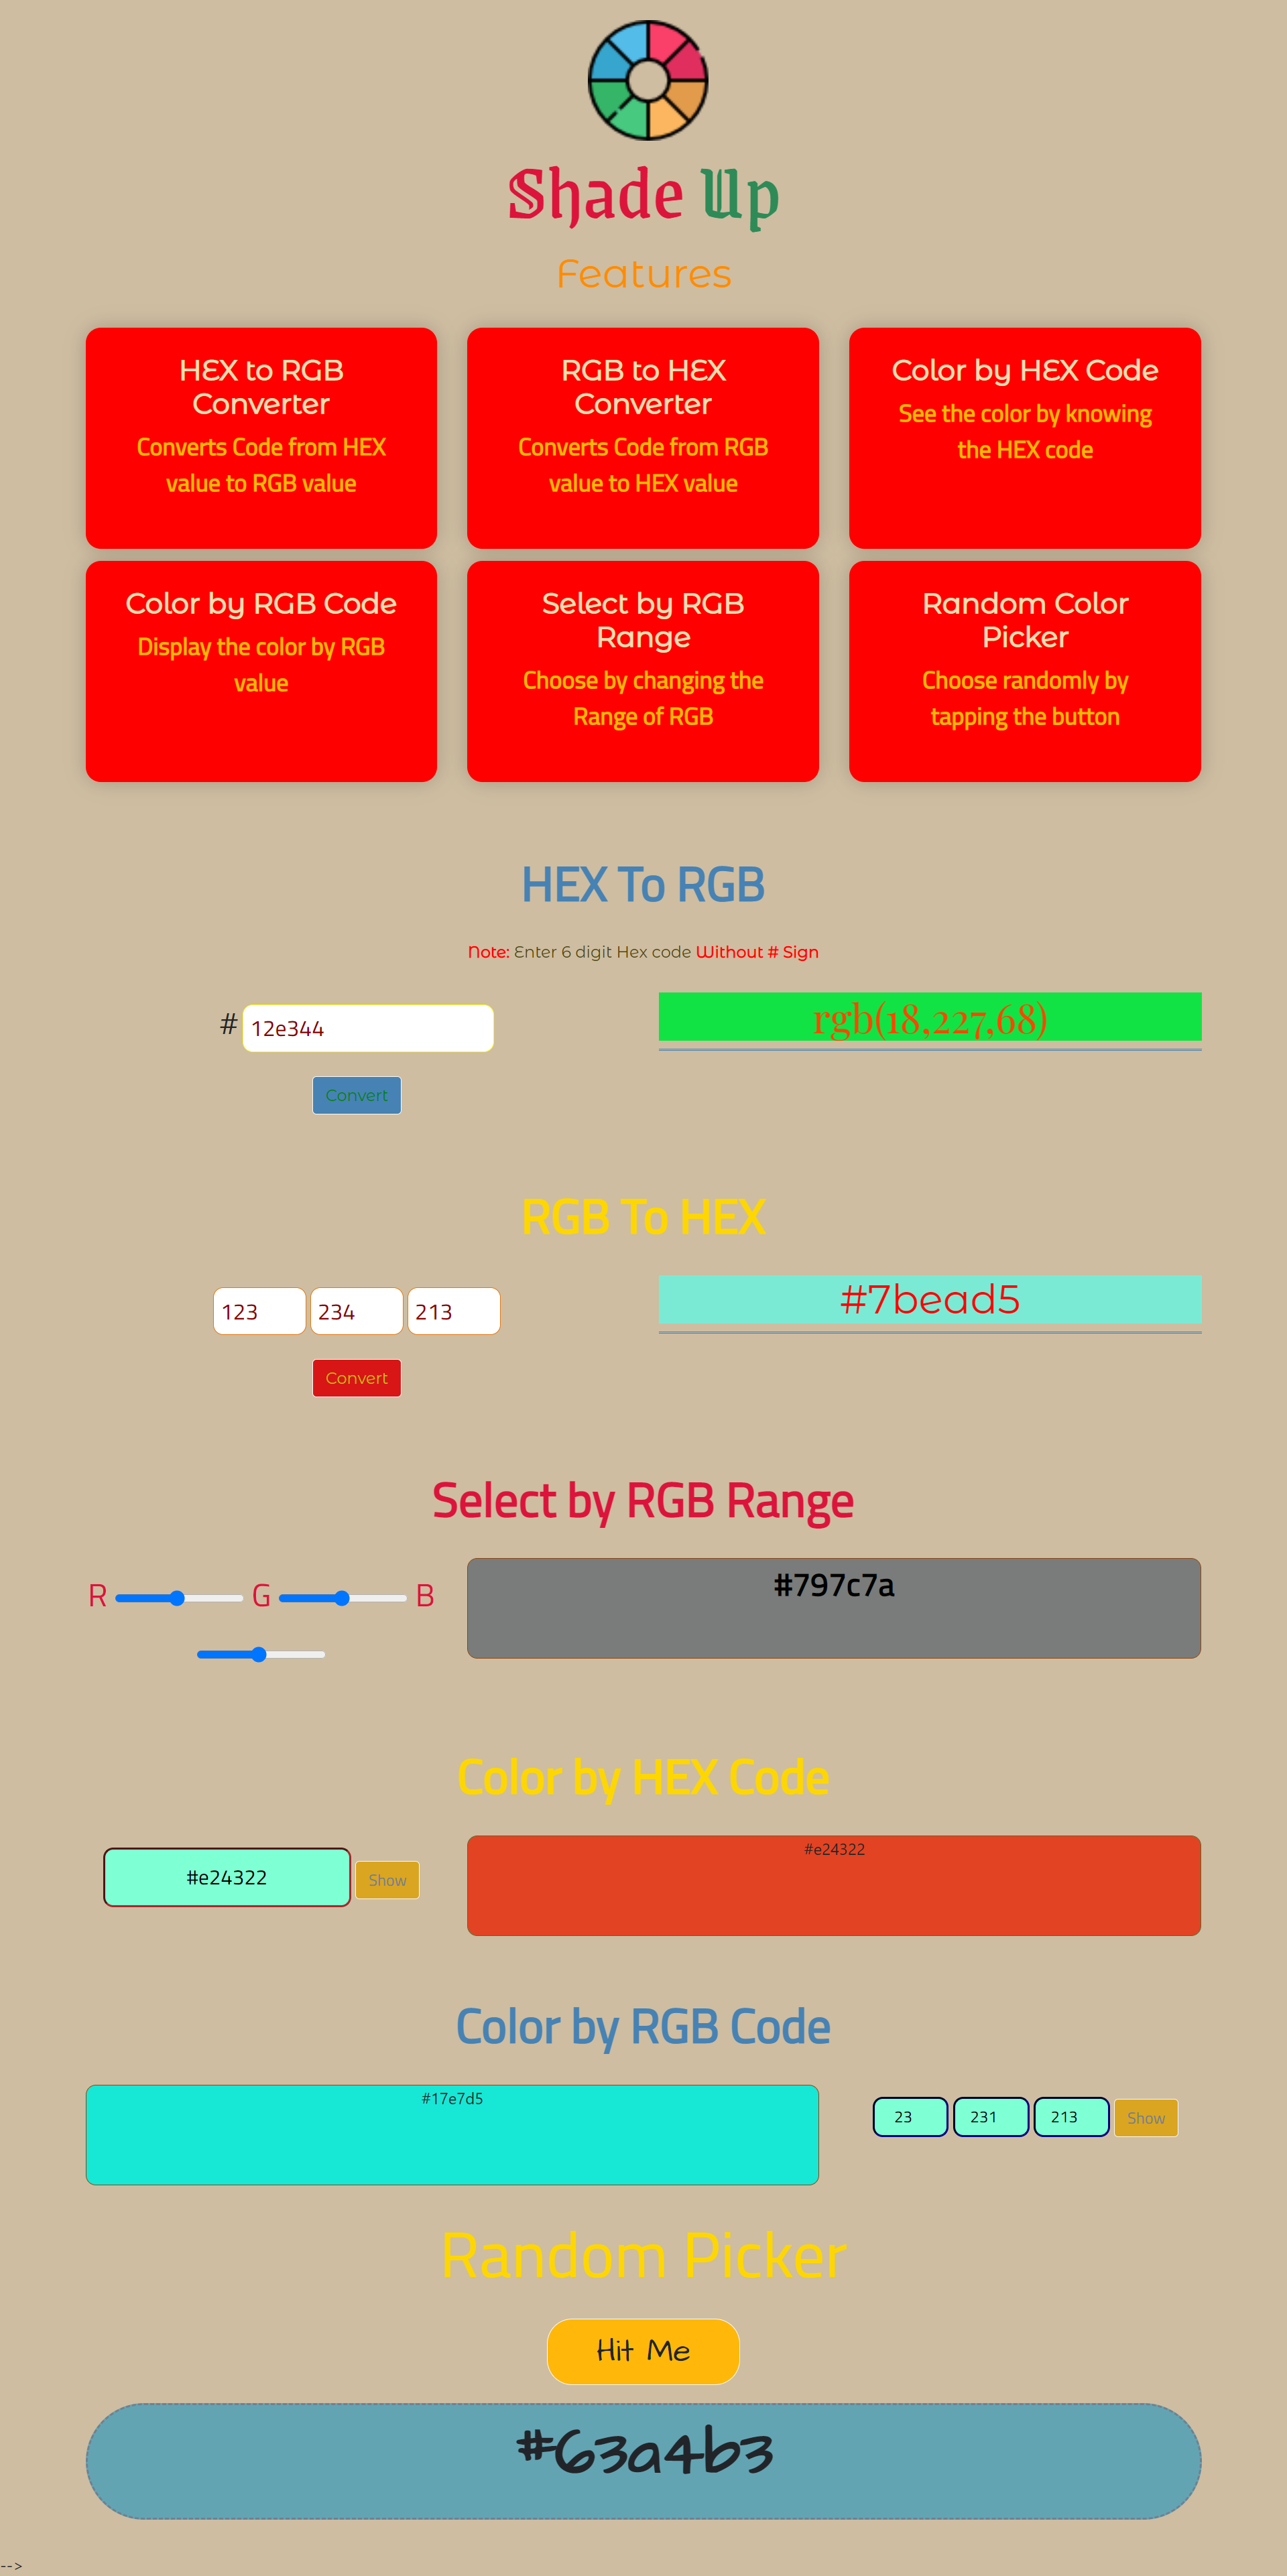 Shade Up
Features
HEX to RGB
Converter
Converts Code from HEX
value to RGB value
RGB to HEX
Converter
Converts Code from RGB
value to HEX value
Color by HEX Code
See the color by knowing
the HEX code
Color by RGB Code
Display the color by RGB
value
Select by RGB
Range
Choose by changing the
Range of RGB
Random Color
Picker
Choose randomly by
tapping the button
HEX To RGB
Note: Enter 6 digit Hex code Without # Sign
# 12e344
rgb(18,227,68)
Convert
RGB To HEX
123 234 213
#7bead5
Convert
Select by RGB Range
R G B
#797c7a
Color by HEX Code
#e24322 Show
#e24322
Color by RGB Code
#17e7d5
23 231 213 Show
Random Picker
Hit Me
#63a4b3
-->